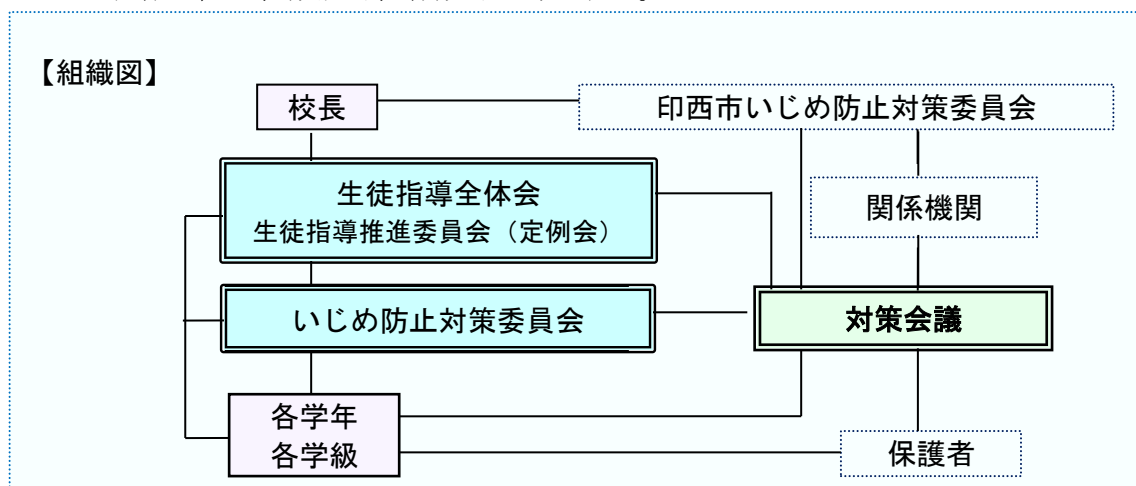 【組織図】
校長
印西市いじめ防止対策委員会
生徒指導全体会
生徒指導推進委員会（定例会）
関係機関
いじめ防止対策委員会
対策会議
各学年
各学級
保護者